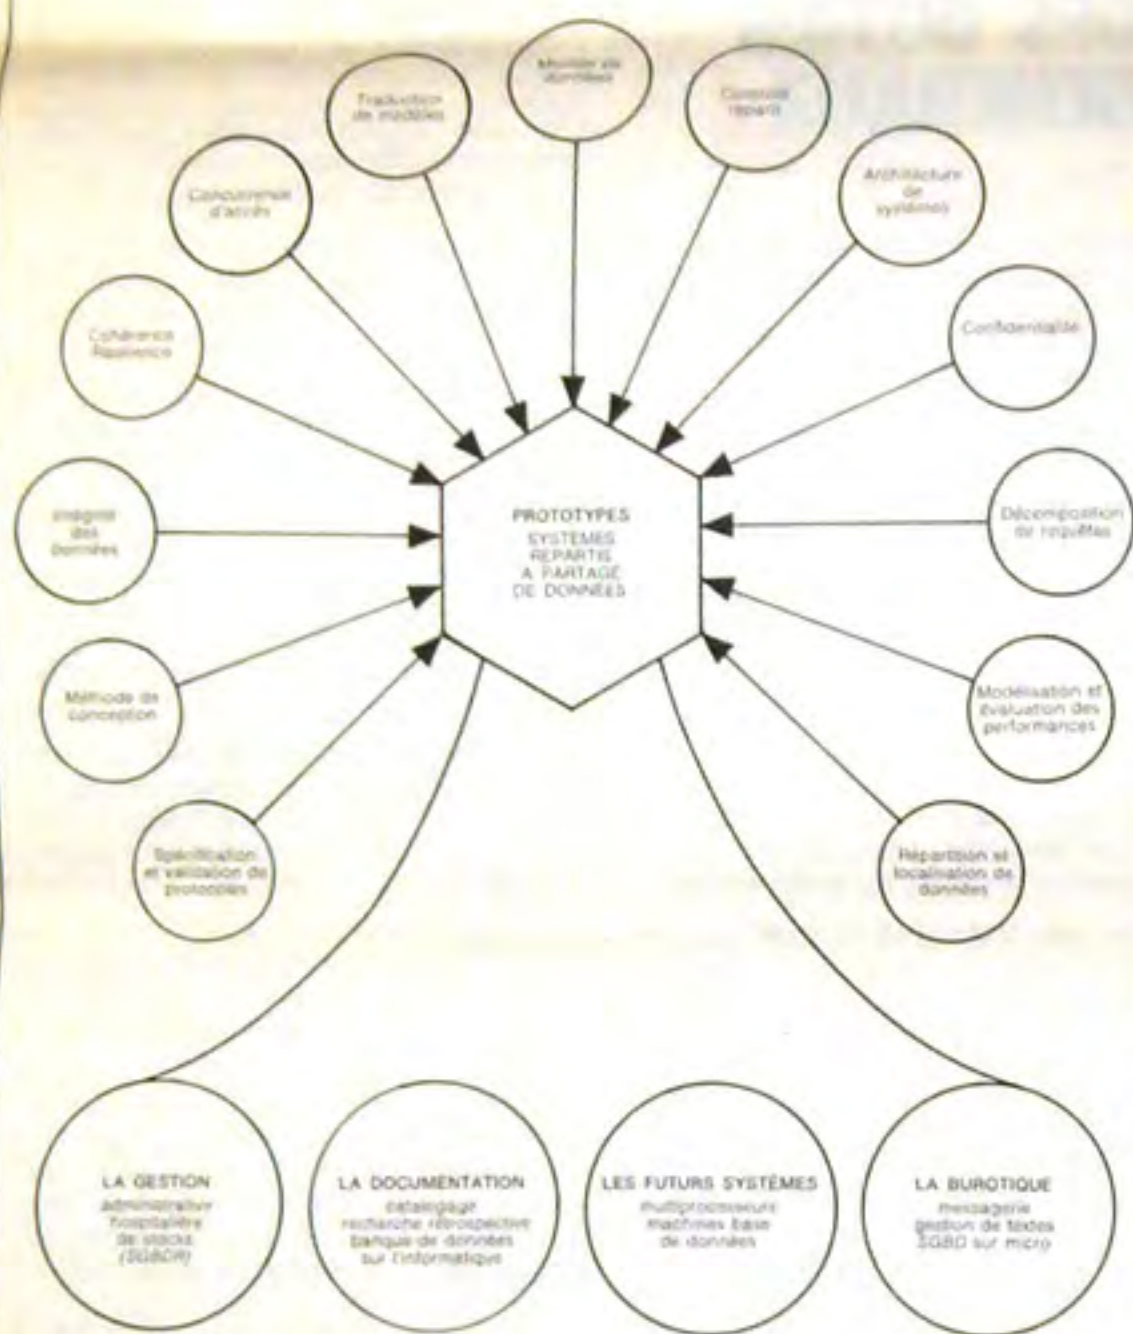 Modèle de
données
Traduction
de modèles
Contrôle
réparti
Concurrence
d'accès
Architecture
de
systèmes
Cohérence
Résilience
Confidentialité
Intégrité
des
Données
PROTOTYPES
SYSTÈMES
REPARTIS
A PARTAGE
DE DONNÉES
Décomposition
de requêtes
Méthode de
conception
Modélisation et
évaluation des
performances
Spécification
et validation de
protocoles
Répartition et
localisation de
données
LA GESTION
administrative
hospitalière
de stocks
(SGBDR)
LA DOCUMENTATION
catalogage
recherche rétrospective
banque de données
sur l'informatique
LES FUTURS SYSTÈMES
multiprocesseurs
machines base
de données
LA BUROTIQUE
messagerie
gestion de textes
SGBD sur micro